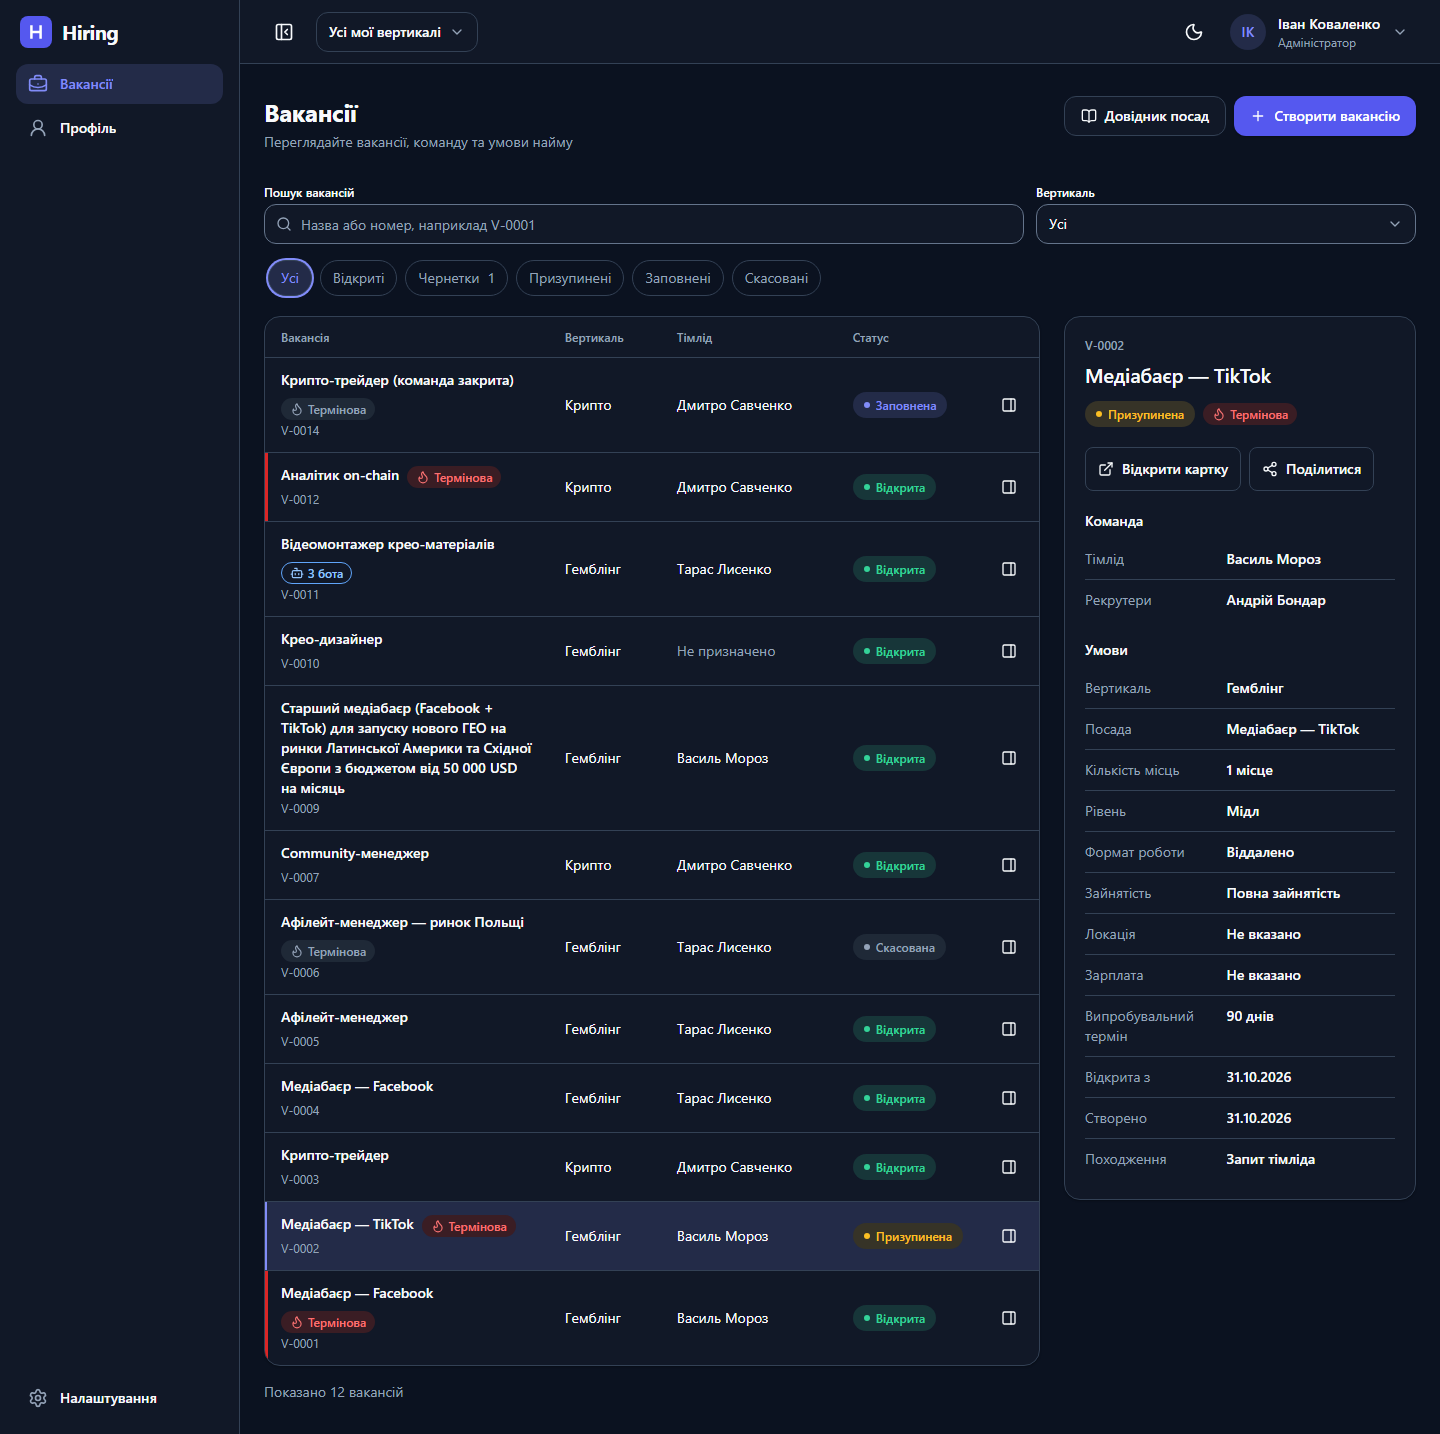 H Hiring
Вакансії
Профіль
Налаштування
Усі мої вертикалі
ІК
Іван Коваленко
Адміністратор
Вакансії
Переглядайте вакансії, команду та умови найму
Довідник посад
Створити вакансію
Пошук вакансій
Назва або номер, наприклад V-0001
Вертикаль
Усі
Усі
Відкриті
Чернетки 1
Призупинені
Заповнені
Скасовані
Вакансія Вертикаль Тімлід Статус
Крипто-трейдер (команда закрита)
Термінова
V-0014
Крипто
Дмитро Савченко
Заповнена
Аналітик on-chain Термінова
V-0012
Крипто
Дмитро Савченко
Відкрита
Відеомонтажер крео-матеріалів
З бота
V-0011
Гемблінг
Тарас Лисенко
Відкрита
Крео-дизайнер
V-0010
Гемблінг
Не призначено
Відкрита
Старший медіабаєр (Facebook +
TikTok) для запуску нового ГЕО на
ринки Латинської Америки та Східної
Європи з бюджетом від 50 000 USD
на місяць
V-0009
Гемблінг
Василь Мороз
Відкрита
Community-менеджер
V-0007
Крипто
Дмитро Савченко
Відкрита
Афілейт-менеджер — ринок Польщі
Термінова
V-0006
Гемблінг
Тарас Лисенко
Скасована
Афілейт-менеджер
V-0005
Гемблінг
Тарас Лисенко
Відкрита
Медіабаєр — Facebook
V-0004
Гемблінг
Тарас Лисенко
Відкрита
Крипто-трейдер
V-0003
Крипто
Дмитро Савченко
Відкрита
Медіабаєр — TikTok Термінова
V-0002
Гемблінг
Василь Мороз
Призупинена
Медіабаєр — Facebook
Термінова
V-0001
Гемблінг
Василь Мороз
Відкрита
Показано 12 вакансій
V-0002
Медіабаєр — TikTok
Призупинена Термінова
Відкрити картку
Поділитися
Команда
Тімлід Василь Мороз
Рекрутери Андрій Бондар
Умови
Вертикаль Гемблінг
Посада Медіабаєр — TikTok
Кількість місць 1 місце
Рівень Мідл
Формат роботи Віддалено
Зайнятість Повна зайнятість
Локація Не вказано
Зарплата Не вказано
Випробувальний 90 днів
термін
Відкрита з 31.10.2026
Створено 31.10.2026
Походження Запит тімліда